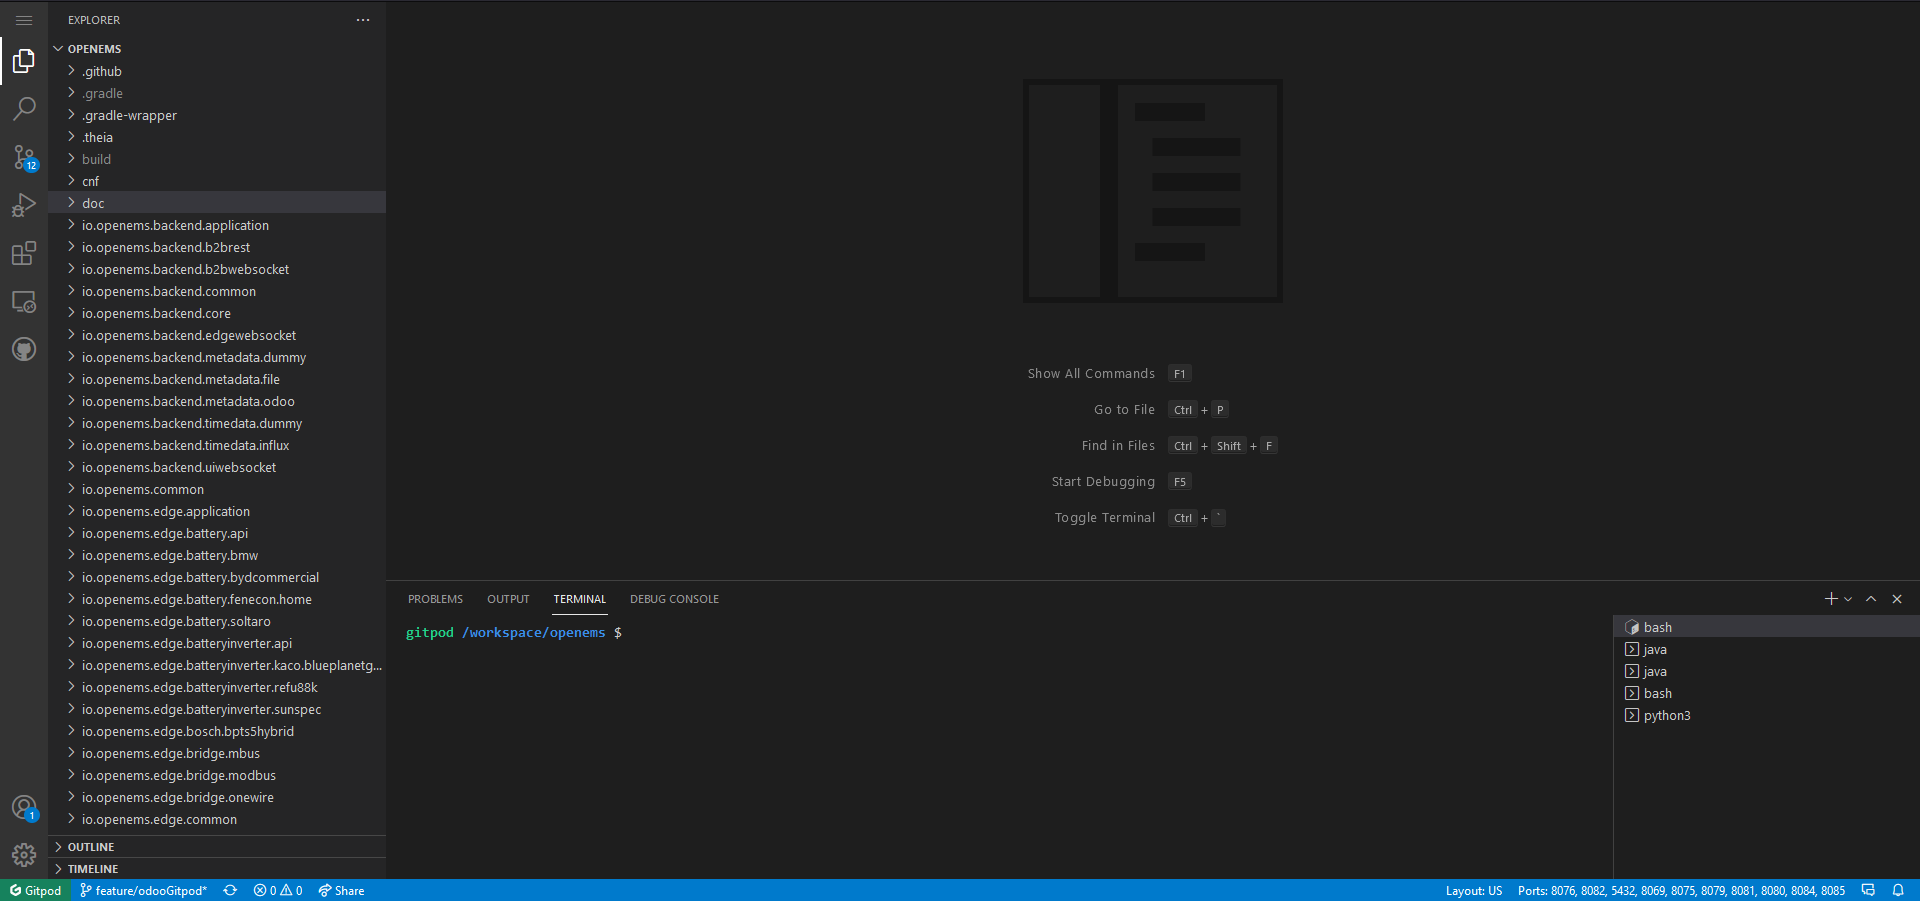 EXPLORER ...
OPENEMS
.github
.gradle
.gradle-wrapper
.theia
build
cnf
doc
io.openems.backend.application
io.openems.backend.b2brest
io.openems.backend.b2bwebsocket
io.openems.backend.common
io.openems.backend.core
io.openems.backend.edgewebsocket
io.openems.backend.metadata.dummy
io.openems.backend.metadata.file
io.openems.backend.metadata.odoo
io.openems.backend.timedata.dummy
io.openems.backend.timedata.influx
io.openems.backend.uiwebsocket
io.openems.common
io.openems.edge.application
io.openems.edge.battery.api
io.openems.edge.battery.bmw
io.openems.edge.battery.bydcommercial
io.openems.edge.battery.fenecon.home
io.openems.edge.battery.soltaro
io.openems.edge.batteryinverter.api
io.openems.edge.batteryinverter.kaco.blueplanetg...
io.openems.edge.batteryinverter.refu88k
io.openems.edge.batteryinverter.sunspec
io.openems.edge.bosch.bpts5hybrid
io.openems.edge.bridge.mbus
io.openems.edge.bridge.modbus
io.openems.edge.bridge.onewire
io.openems.edge.common
OUTLINE
TIMELINE
12
1
Show All Commands F1
Go to File Ctrl + P
Find in Files Ctrl + Shift + F
Start Debugging F5
Toggle Terminal Ctrl + `
PROBLEMS OUTPUT TERMINAL DEBUG CONSOLE
gitpod /workspace/openems $
bash
java
java
bash
python3
Gitpod feature/odooGitpod* 0 0 Share Layout: US Ports: 8076, 8082, 5432, 8069, 8075, 8079, 8081, 8080, 8084, 8085